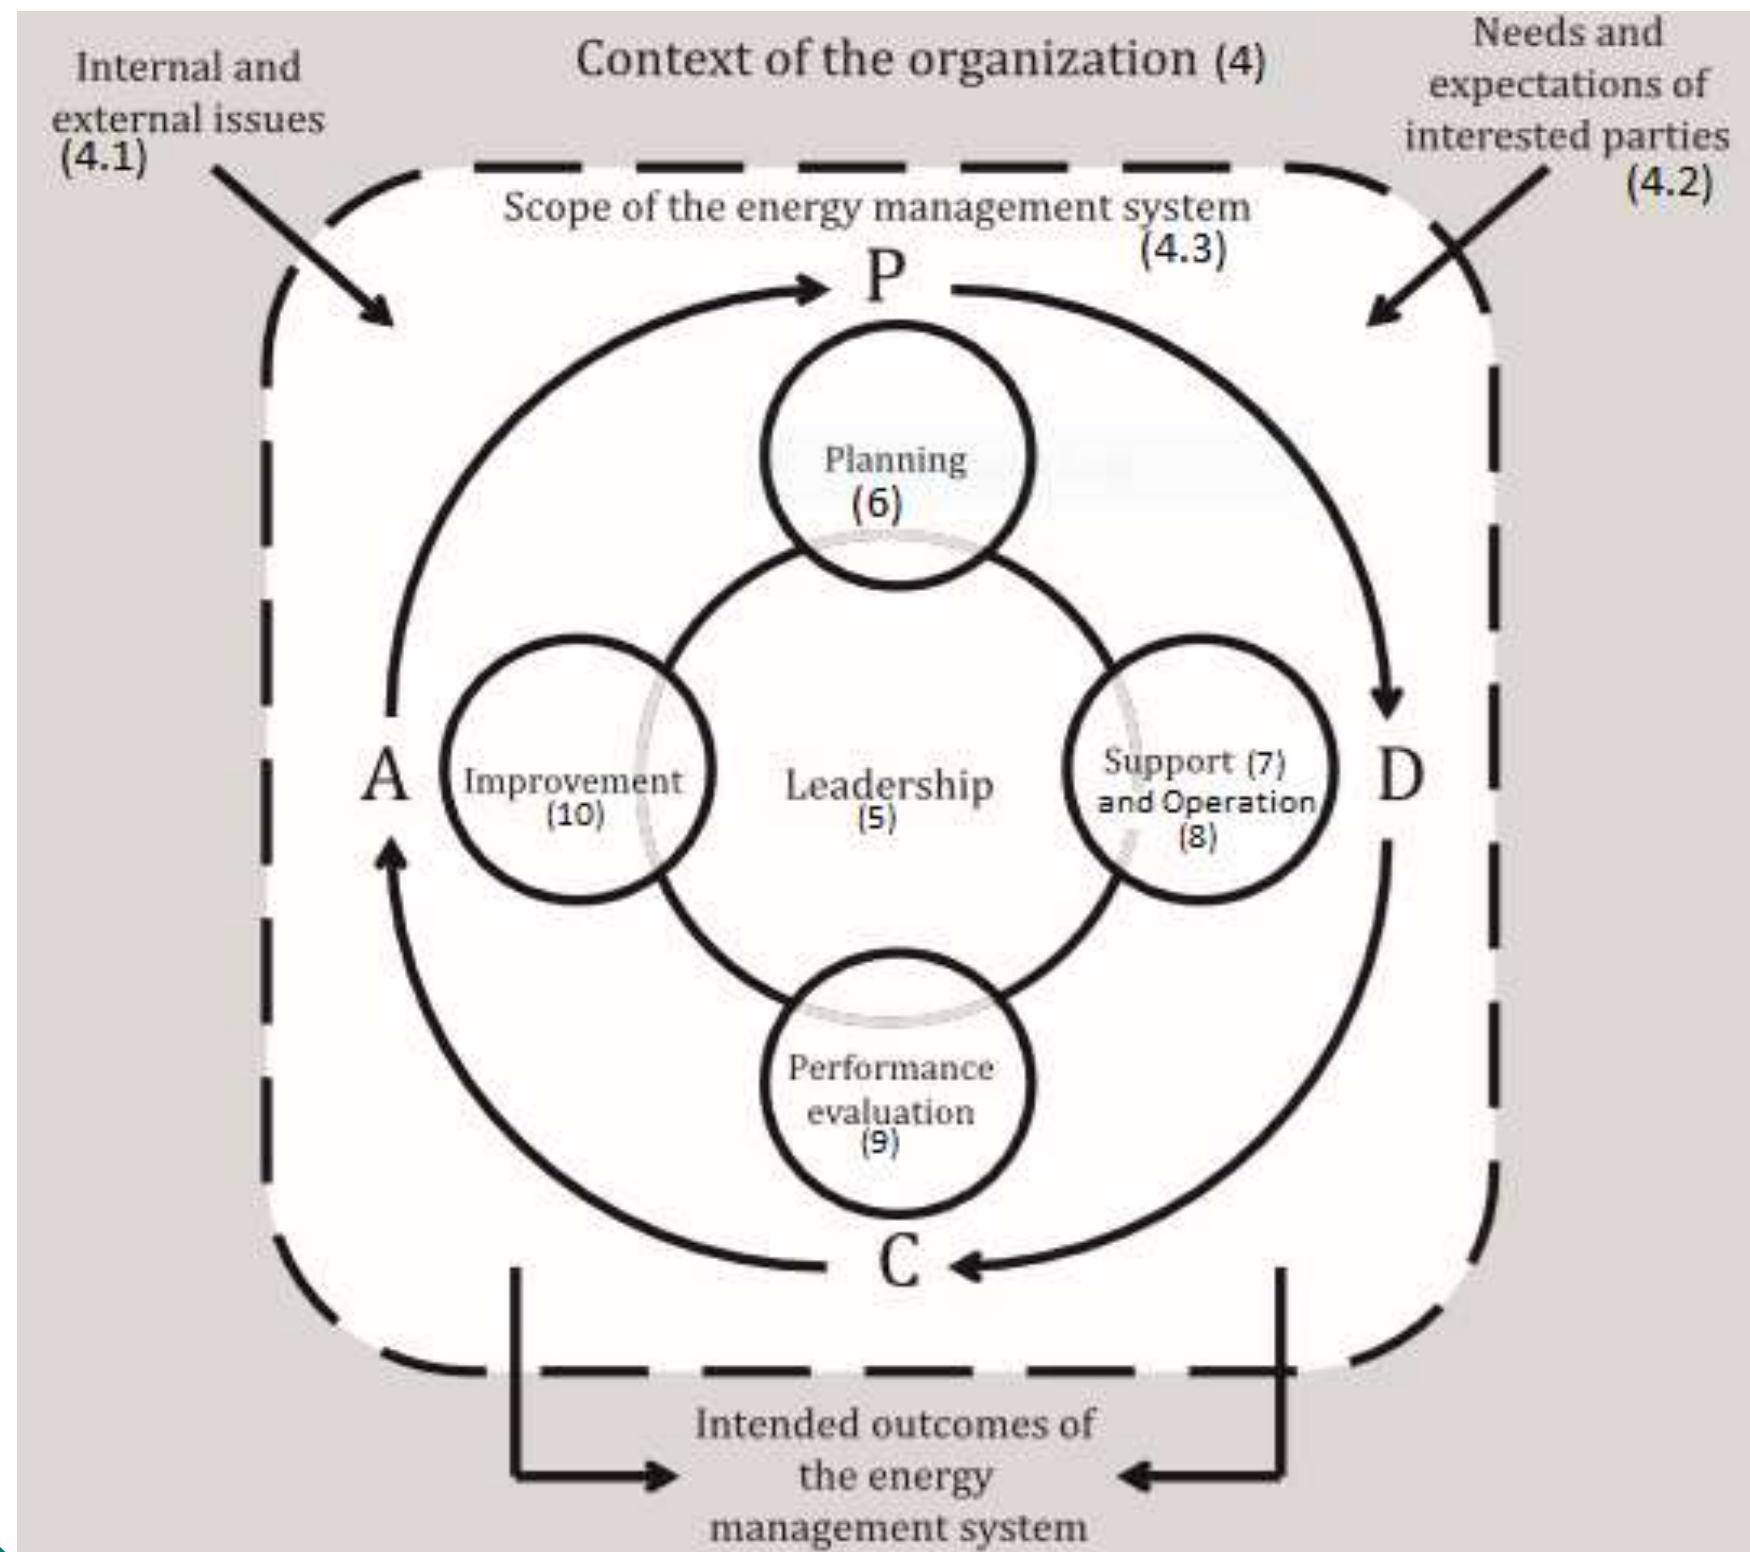 Context of the organization (4)
Internal and
external issues
(4.1)
Needs and
expectations of
interested parties
(4.2)
Scope of the energy management system
(4.3)
P
Planning
(6)
A
Improvement
(10)
Leadership
(5)
Support (7)
and Operation
(8)
D
Performance
evaluation
(9)
C
Intended outcomes of
the energy
management system